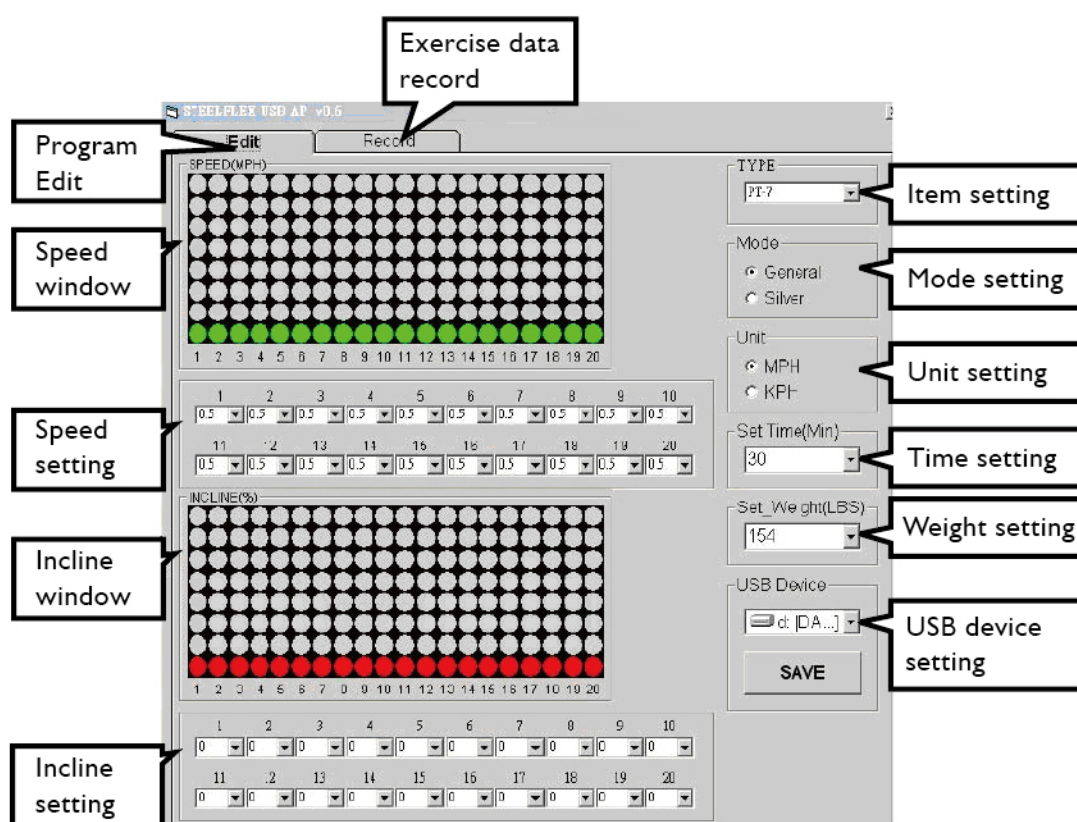 Exercise data
record
STEELFLEX USB AP v0.6
Program
Edit
Edit
Record
SPEED(MPH)
Speed
window
1 2 3 4 5 6 7 8 9 10 11 12 13 14 15 16 17 18 19 20
TYPE
PT-7
Item setting
Mode
General
Silver
Mode setting
Unit
MPH
KPH
Unit setting
Speed
setting
1 2 3 4 5 6 7 8 9 10
0.5 0.5 0.5 0.5 0.5 0.5 0.5 0.5 0.5 0.5
11 12 13 14 15 16 17 18 19 20
0.5 0.5 0.5 0.5 0.5 0.5 0.5 0.5 0.5 0.5
Set Time(Min)
30
Time setting
INCLINE(%)
Incline
window
1 2 3 4 5 6 7 8 9 10 11 12 13 14 15 16 17 18 19 20
Set_Weight(LBS)
154
Weight setting
USB Device
d: [DA...]
USB device
setting
SAVE
Incline
setting
1 2 3 4 5 6 7 8 9 10
0 0 0 0 0 0 0 0 0 0
11 12 13 14 15 16 17 18 19 20
0 0 0 0 0 0 0 0 0 0